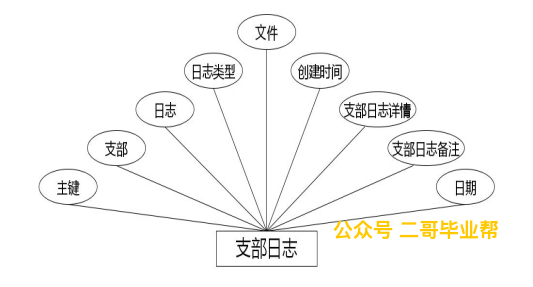 文件
日志类型
创建时间
日志
支部日志详情
支部
支部日志备注
主键
日期
公众号 二哥毕业帮
支部日志